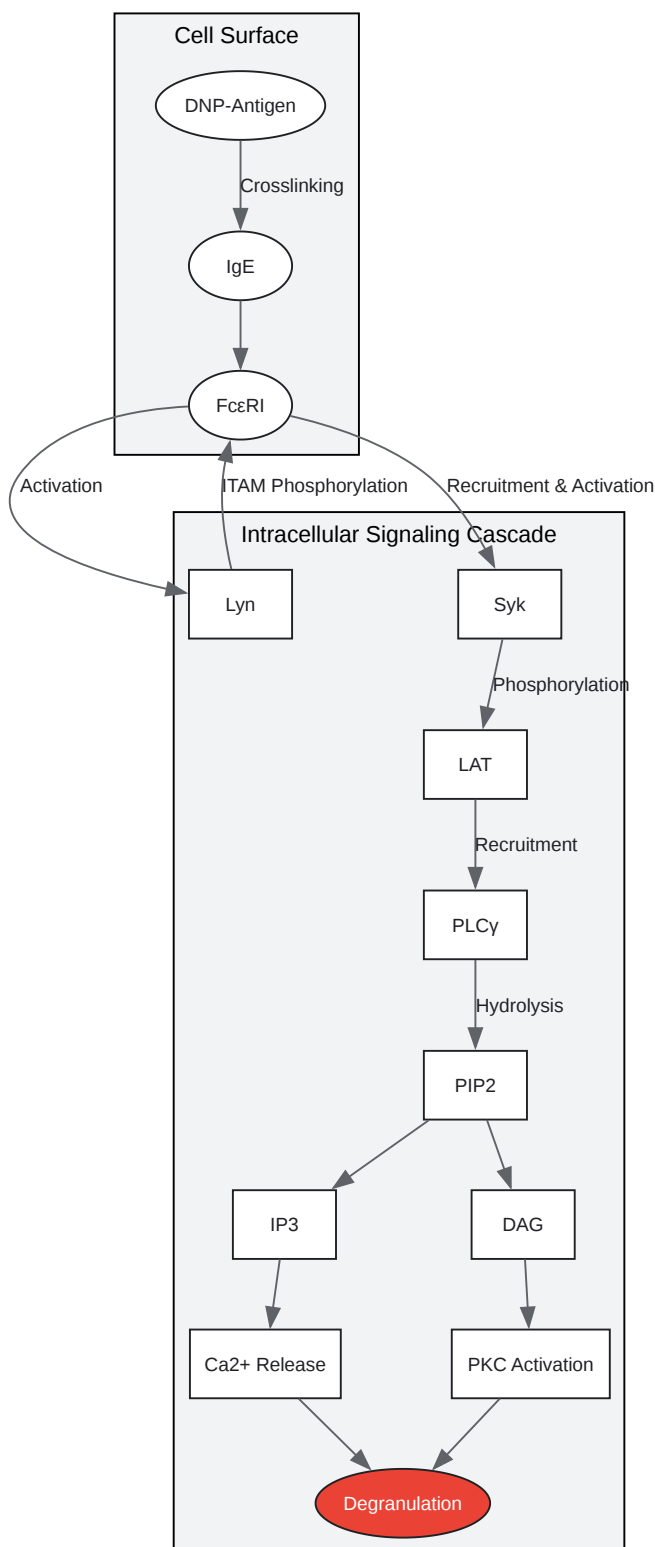 Cell Surface
DNP-Antigen
Crosslinking
IgE
FcεRI
Activation
ITAM Phosphorylation
Recruitment & Activation
Intracellular Signaling Cascade
Lyn
Syk
Phosphorylation
LAT
Recruitment
PLCγ
Hydrolysis
PIP2
IP3
DAG
Ca2+ Release
PKC Activation
Degranulation